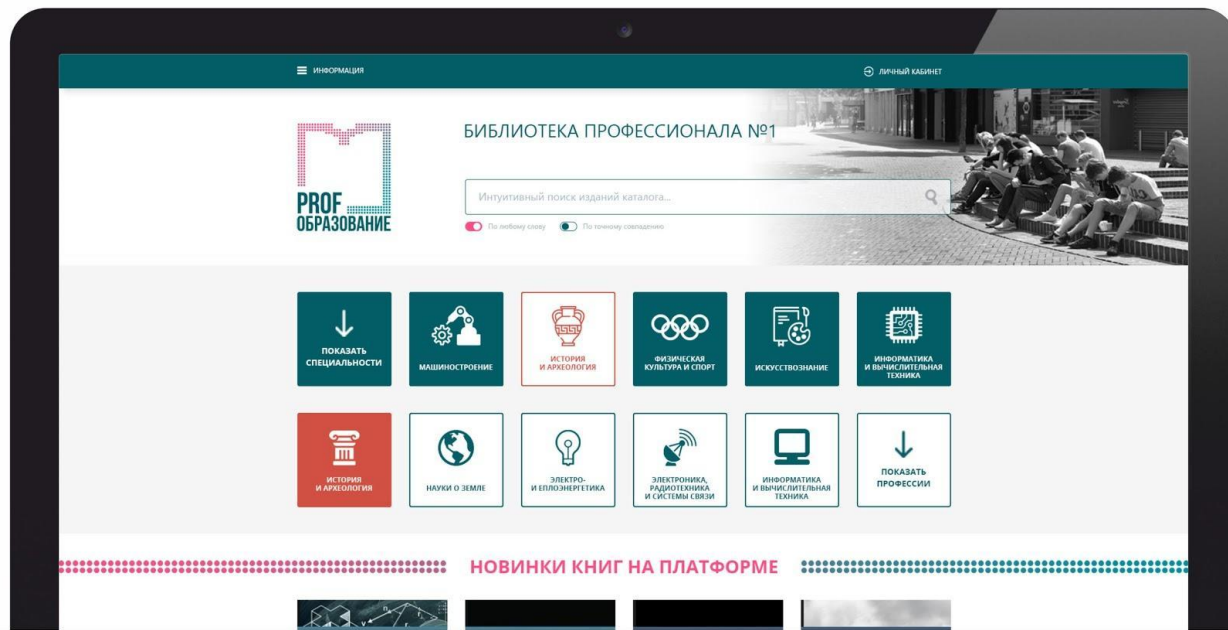 ИНФОРМАЦИЯ
ЛИЧНЫЙ КАБИНЕТ
PROF
ОБРАЗОВАНИЕ
БИБЛИОТЕКА ПРОФЕССИОНАЛА №1
Интуитивный поиск изданий каталога...
По любому слову
По точному совпадению
ПОКАЗАТЬ
СПЕЦИАЛЬНОСТИ
МАШИНОСТРОЕНИЕ
ИСТОРИЯ
И АРХЕОЛОГИЯ
ФИЗИЧЕСКАЯ
КУЛЬТУРА И СПОРТ
ИСКУССТВОЗНАНИЕ
ИНФОРМАТИКА
И ВЫЧИСЛИТЕЛЬНАЯ
ТЕХНИКА
ИСТОРИЯ
И АРХЕОЛОГИЯ
НАУКИ О ЗЕМЛЕ
ЭЛЕКТРО-
И ЕПЛОЭНЕРГЕТИКА
ЭЛЕКТРОНИКА,
РАДИОТЕХНИКА
И СИСТЕМЫ СВЯЗИ
ИНФОРМАТИКА
И ВЫЧИСЛИТЕЛЬНАЯ
ТЕХНИКА
ПОКАЗАТЬ
ПРОФЕССИИ
НОВИНКИ КНИГ НА ПЛАТФОРМЕ